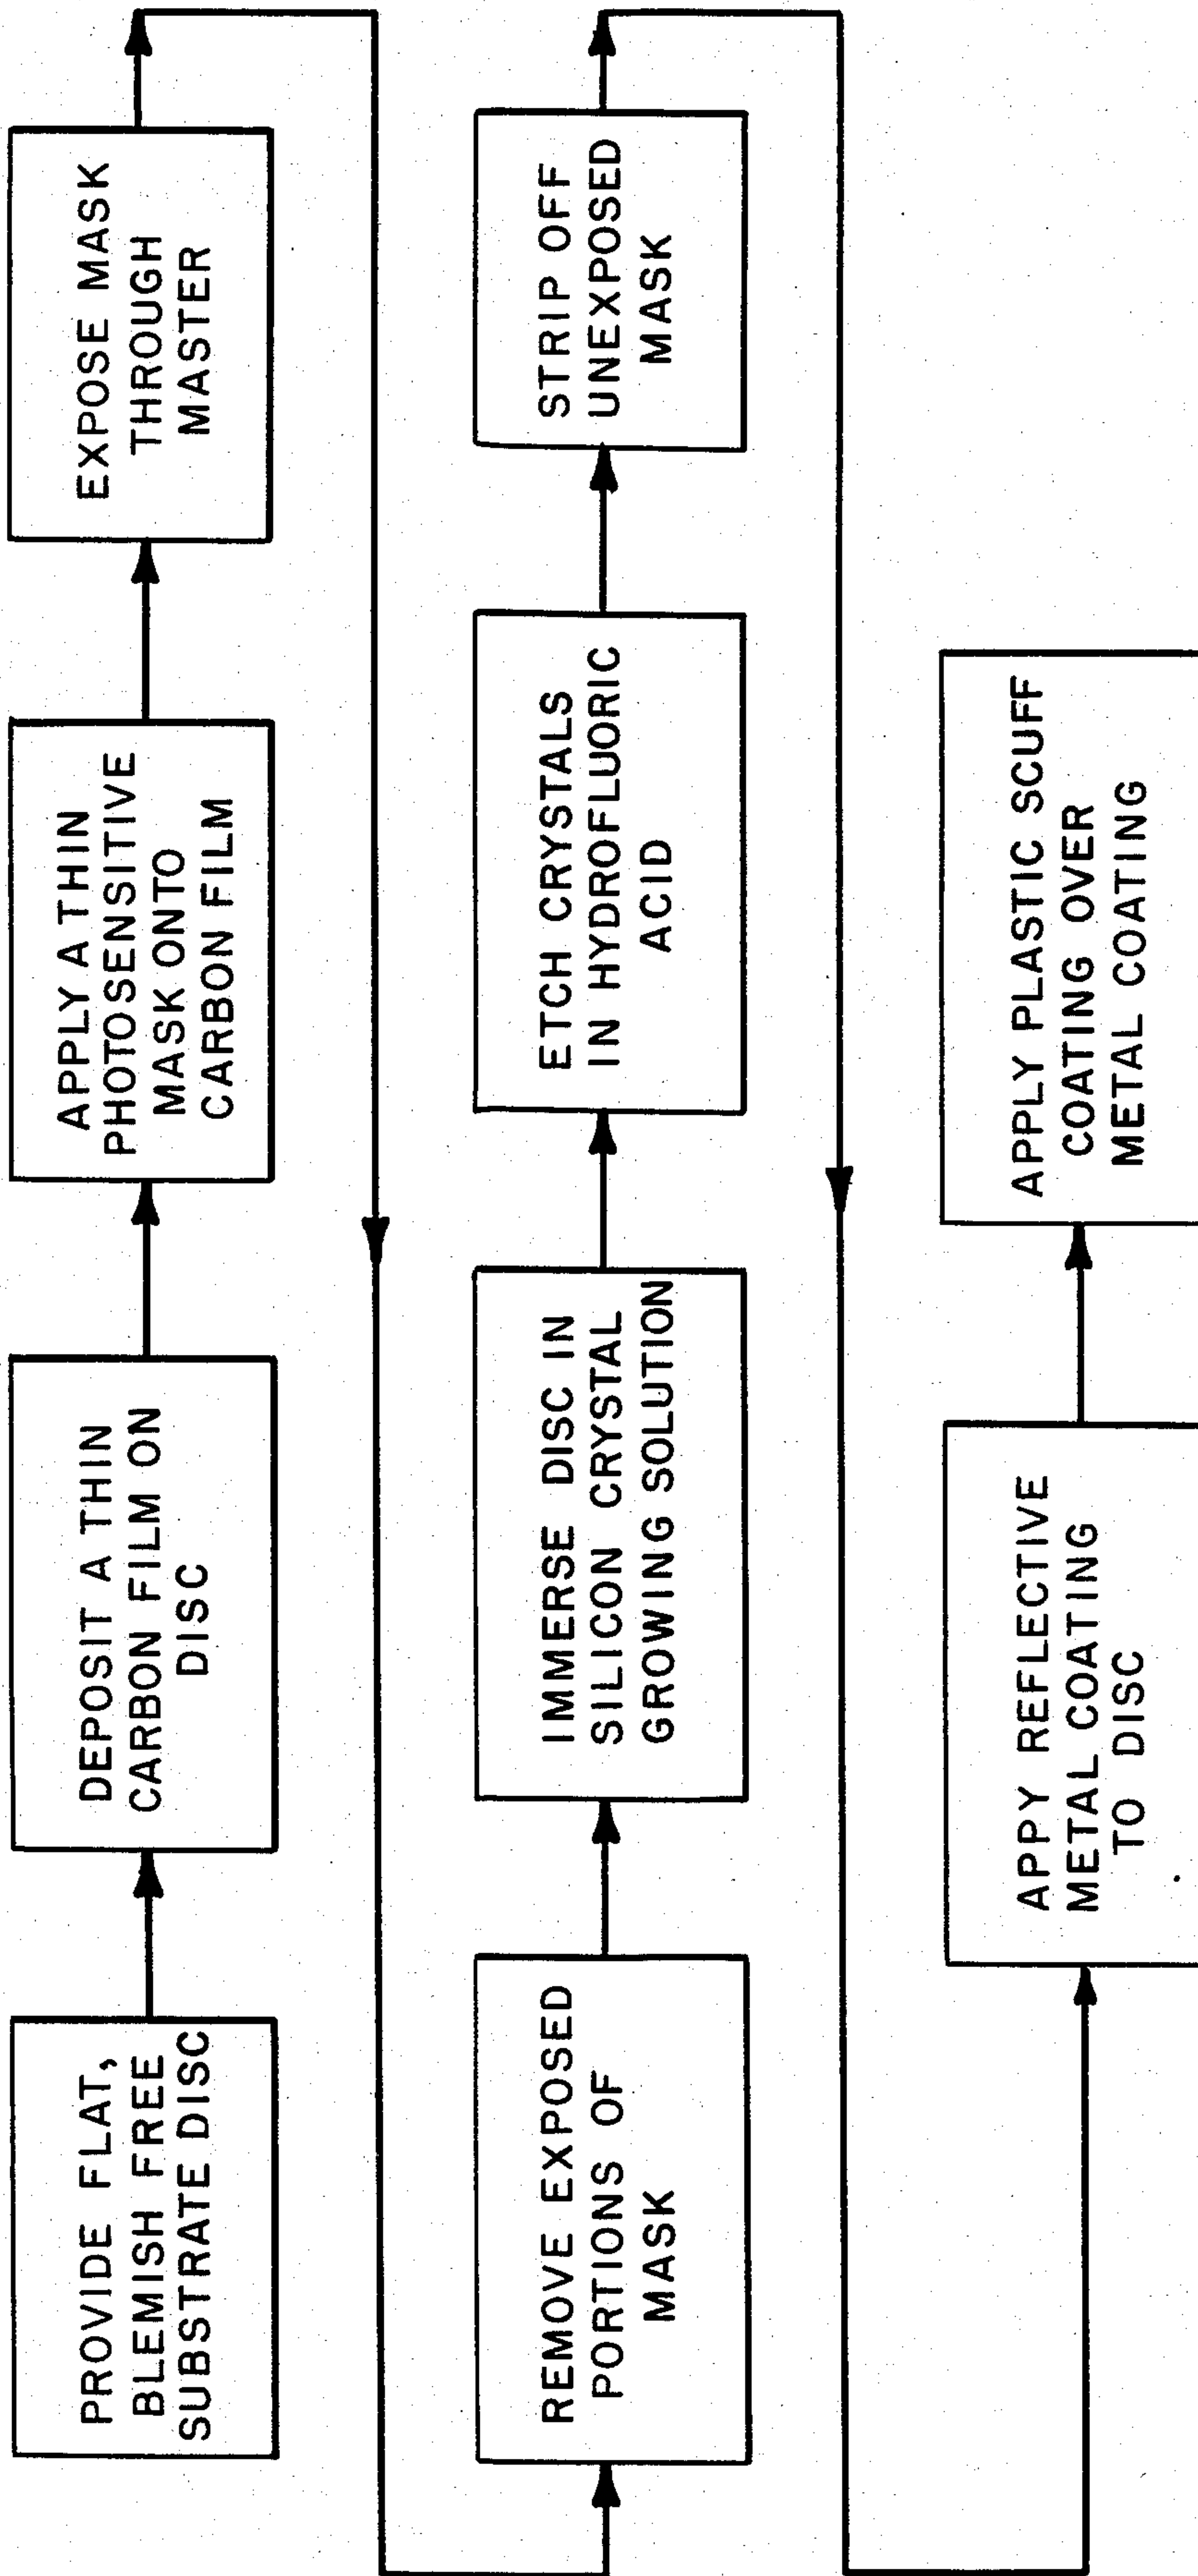 PROVIDE FLAT,
BLEMISH FREE
SUBSTRATE DISC
DEPOSIT A THIN
CARBON FILM ON
DISC
APPLY A THIN
PHOTOSENSITIVE
MASK ONTO
CARBON FILM
EXPOSE MASK
THROUGH
MASTER
REMOVE EXPOSED
PORTIONS OF
MASK
IMMERSE DISC IN
SILICON CRYSTAL
GROWING SOLUTION
ETCH CRYSTALS
IN HYDROFLUORIC
ACID
STRIP OFF
UNEXPOSED
MASK
APPY REFLECTIVE
METAL COATING
TO DISC
APPLY PLASTIC SCUFF
COATING OVER
METAL COATING